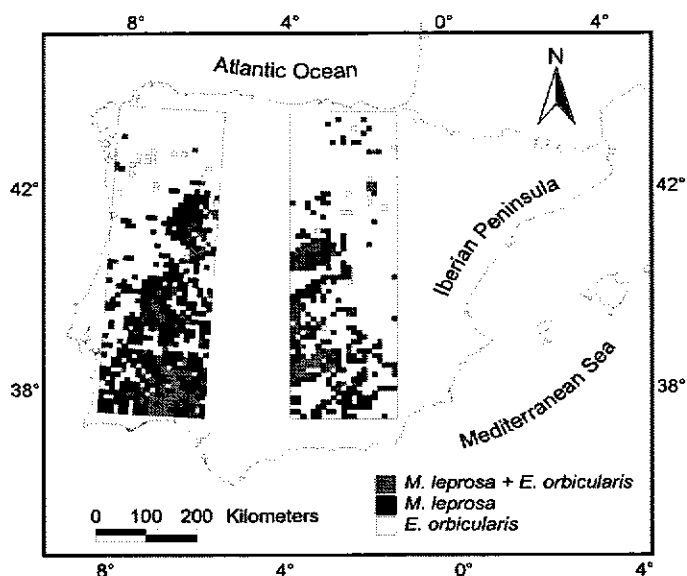 8° 4° 0° 4°
Atlantic Ocean
N
42° 42°
Iberian Peninsula
38° 38°
Mediterranean Sea
M. leprosa + E. orbicularis
M. leprosa
E. orbicularis
0 100 200 Kilometers
8° 4° 0° 4°